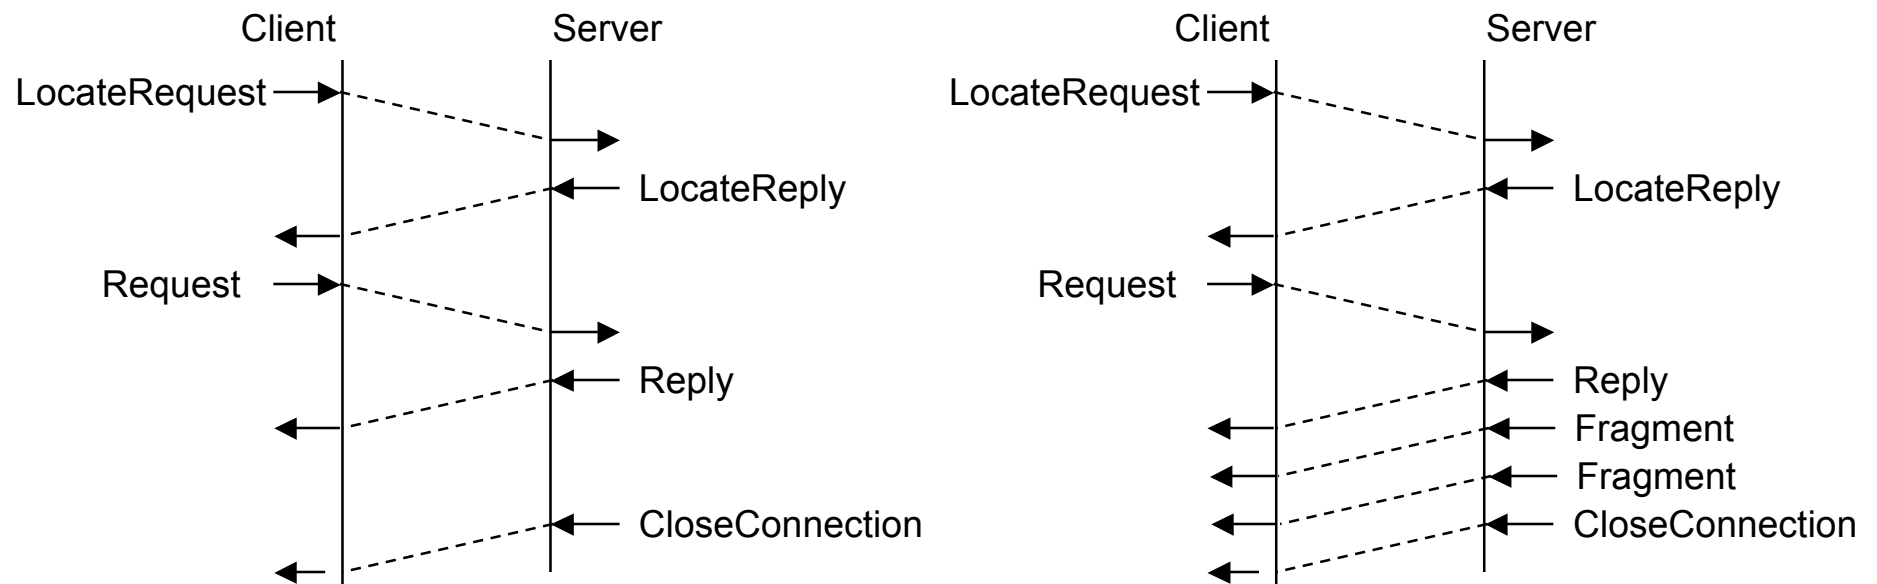 Client Server
LocateRequest
LocateReply
Request
Reply
CloseConnection
Client Server
LocateRequest
LocateReply
Request
Reply
Fragment
Fragment
CloseConnection